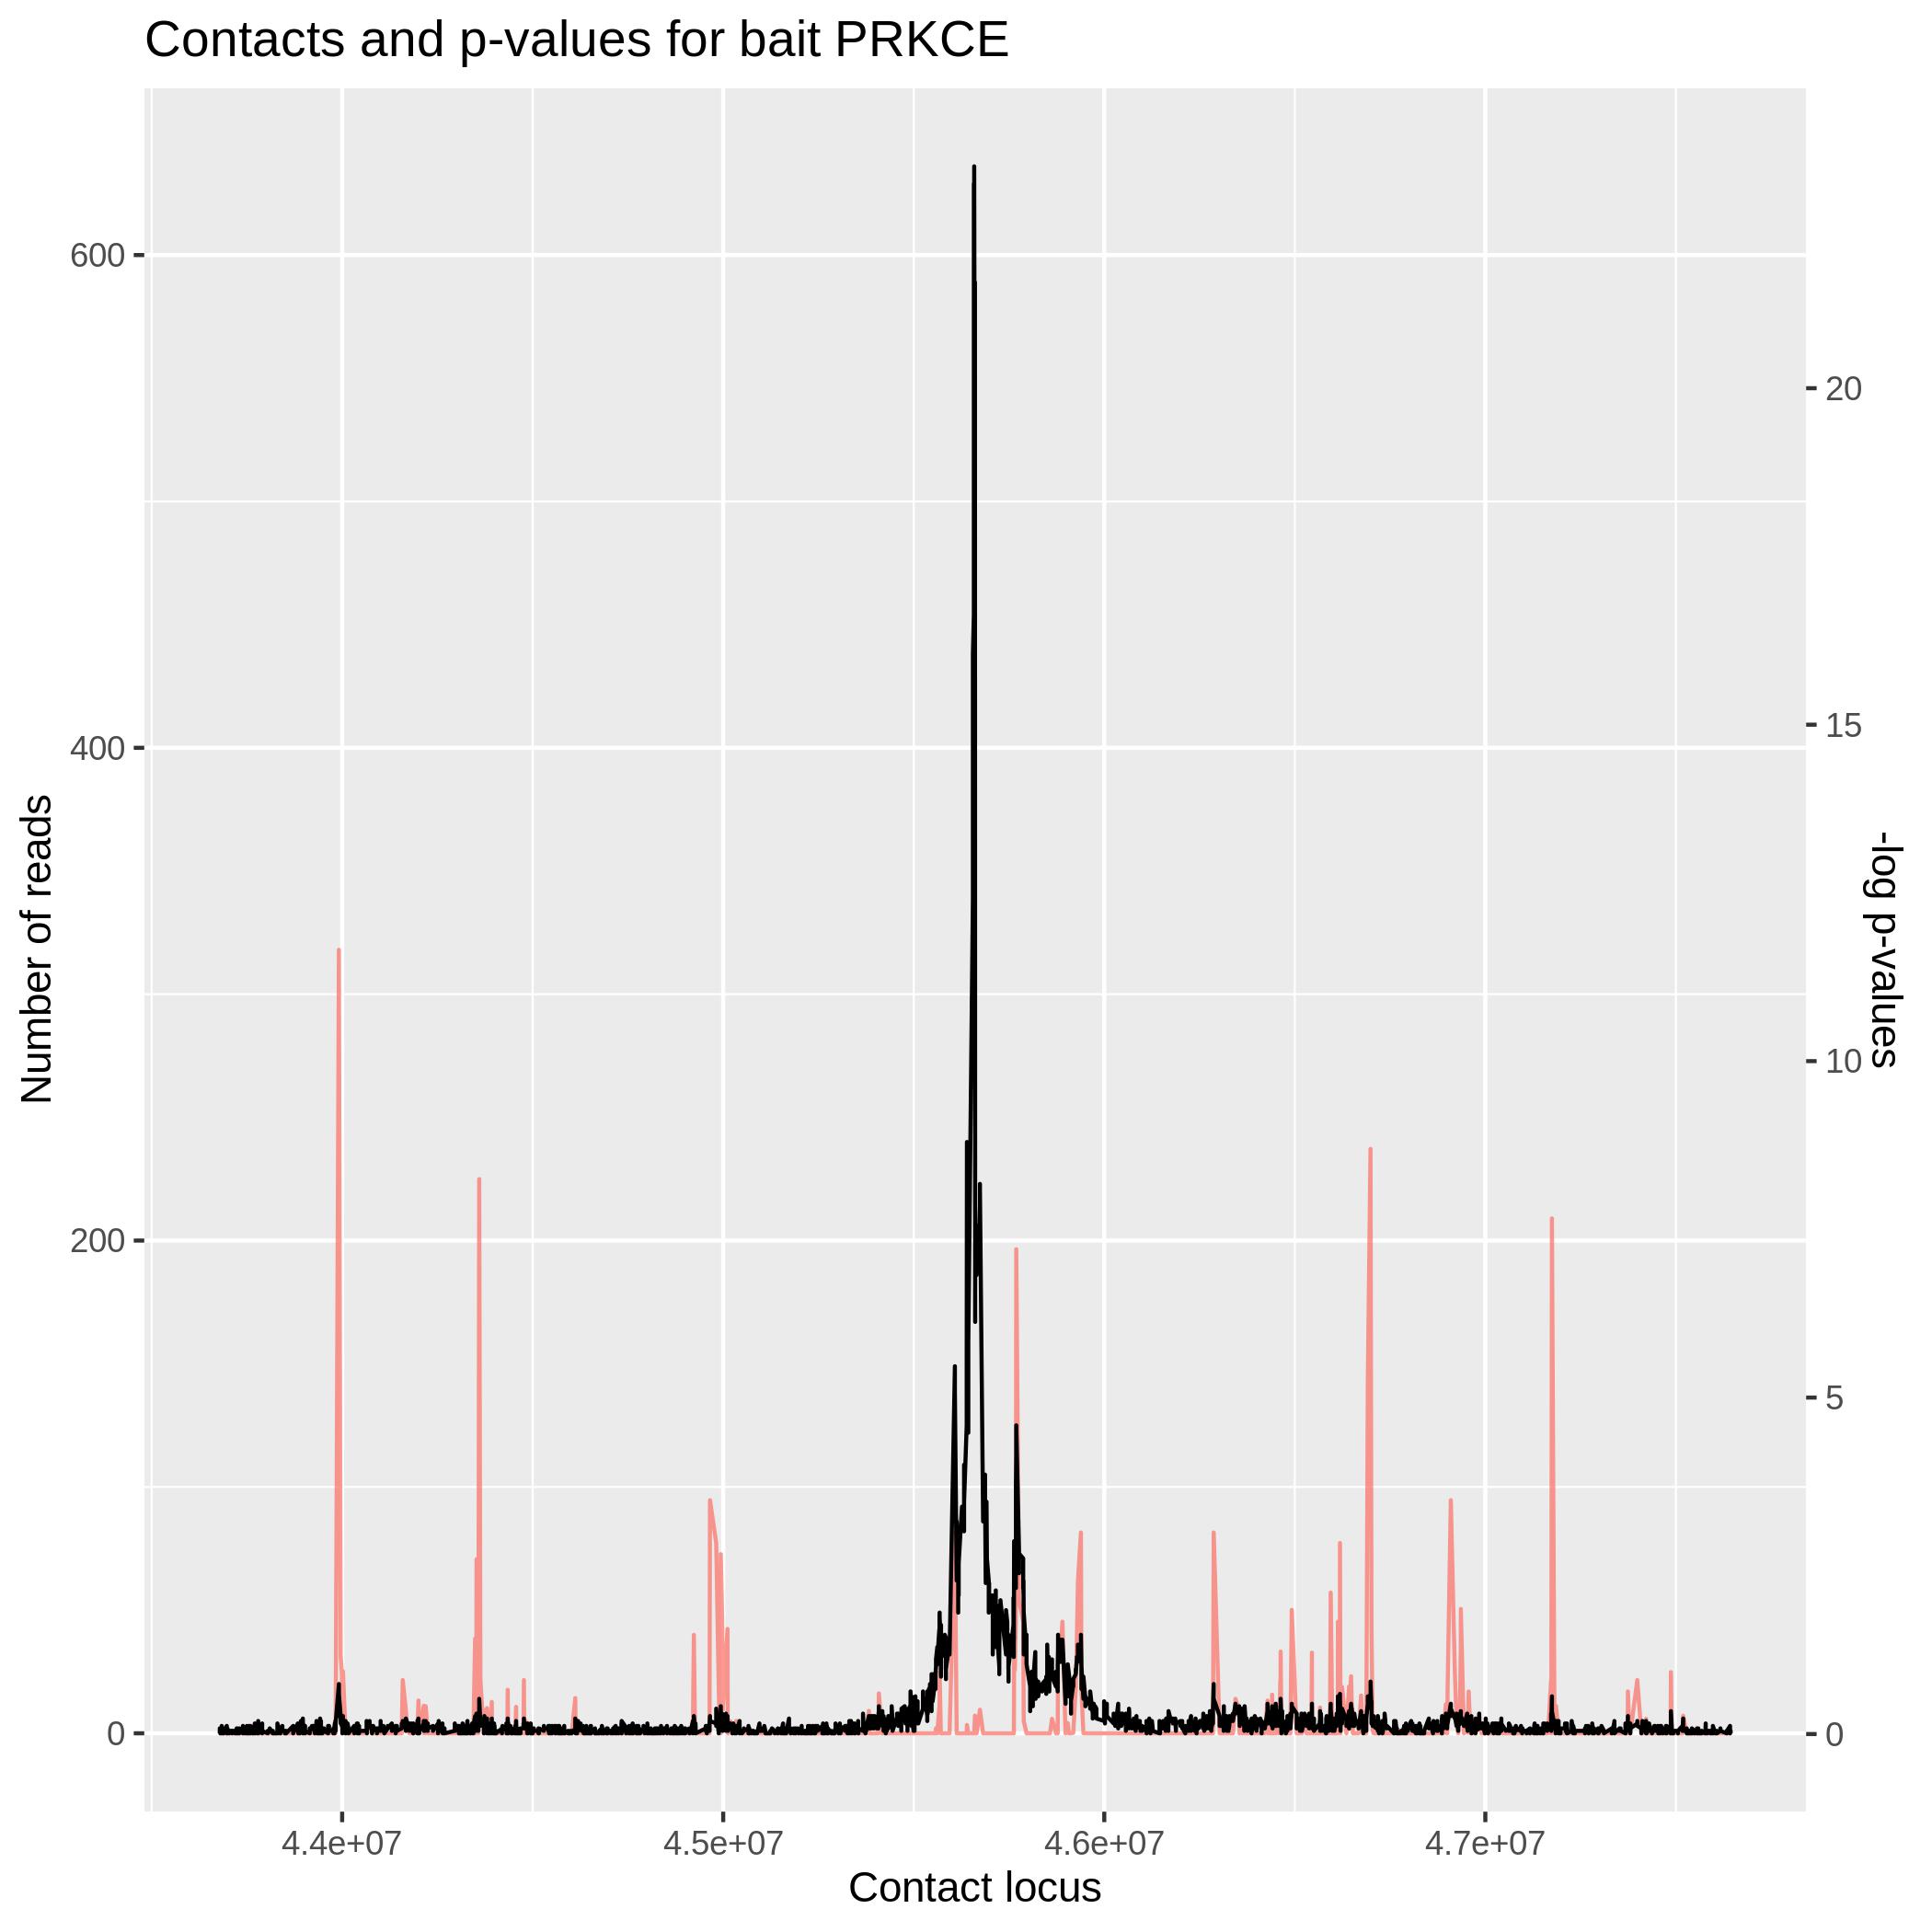 Contacts and p-values for bait PRKCE
Number of reads
600
400
200
0
20
15
10
5
0
-log p-values
4.4e+07
4.5e+07
4.6e+07
4.7e+07
Contact locus